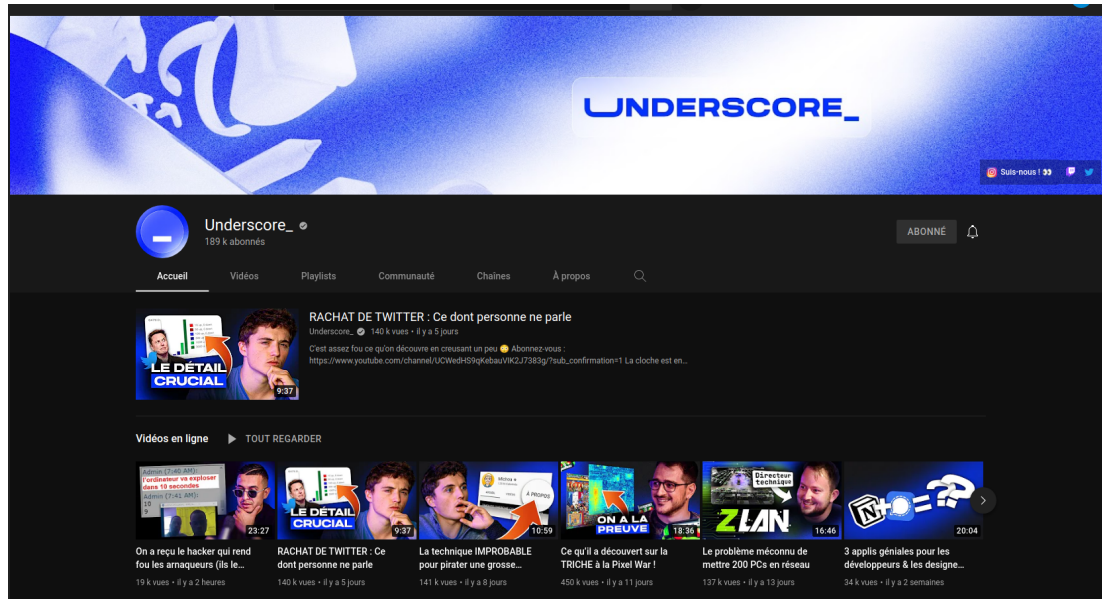 UNDERSCORE_
Suis-nous ! 👀
Underscore_
189 k abonnés
ABONNÉ
Accueil Vidéos Playlists Communauté Chaînes À propos
LE DÉTAIL
CRUCIAL
9:37
RACHAT DE TWITTER : Ce dont personne ne parle
Underscore_ 140 k vues • il y a 5 jours
C'est assez fou ce qu'on découvre en creusant un peu 😳 Abonnez-vous :
https://www.youtube.com/channel/UCWedHS9qKebauVIK2J7383g/?sub_confirmation=1 La cloche est en...
Vidéos en ligne TOUT REGARDER
Admin (7:40 AM):
l'ordinateur va exploser
dans 10 secondes
Admin (7:41 AM):
10
9
23:27
LE DÉTAIL
CRUCIAL
9:37
Michou
À PROPOS
10:59
ON A LA
PREUVE
18:36
Directeur
technique
ZLAN
16:46
N+ =??
20:04
On a reçu le hacker qui rend
fou les arnaqueurs (ils le...
19 k vues • il y a 2 heures
RACHAT DE TWITTER : Ce
dont personne ne parle
140 k vues • il y a 5 jours
La technique IMPROBABLE
pour pirater une grosse...
141 k vues • il y a 8 jours
Ce qu'il a découvert sur la
TRICHE à la Pixel War !
450 k vues • il y a 11 jours
Le problème méconnu de
mettre 200 PCs en réseau
137 k vues • il y a 13 jours
3 applis géniales pour les
développeurs & les designe...
34 k vues • il y a 2 semaines